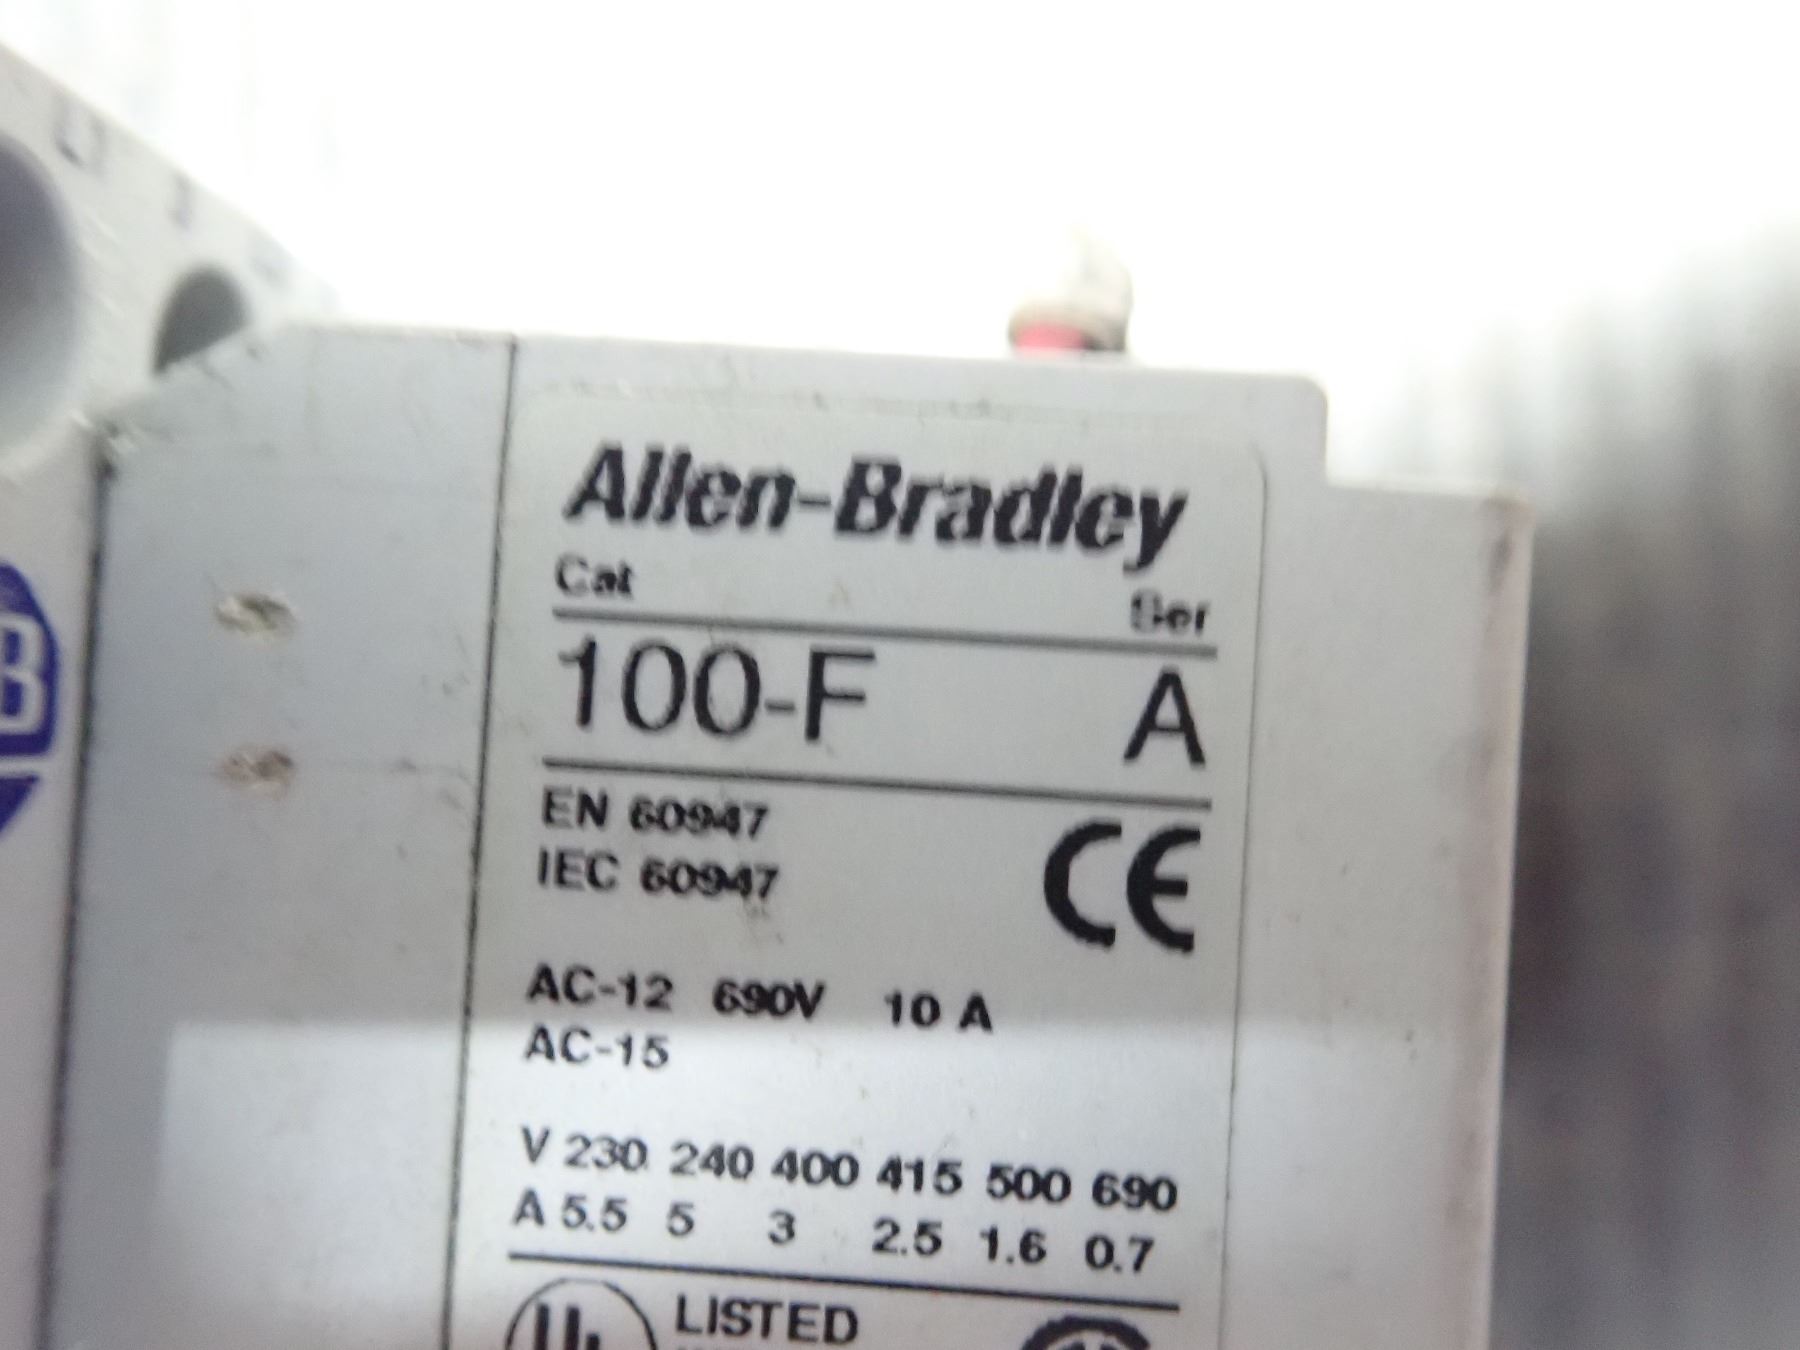 Allen-Bradley
Cat Ser
100-F A
EN 60947
IEC 60947
CE
AC-12 690V 10 A
AC-15
V 230 240 400 415 500 690
A 5.5 5 3 2.5 1.6 0.7
UL LISTED
B